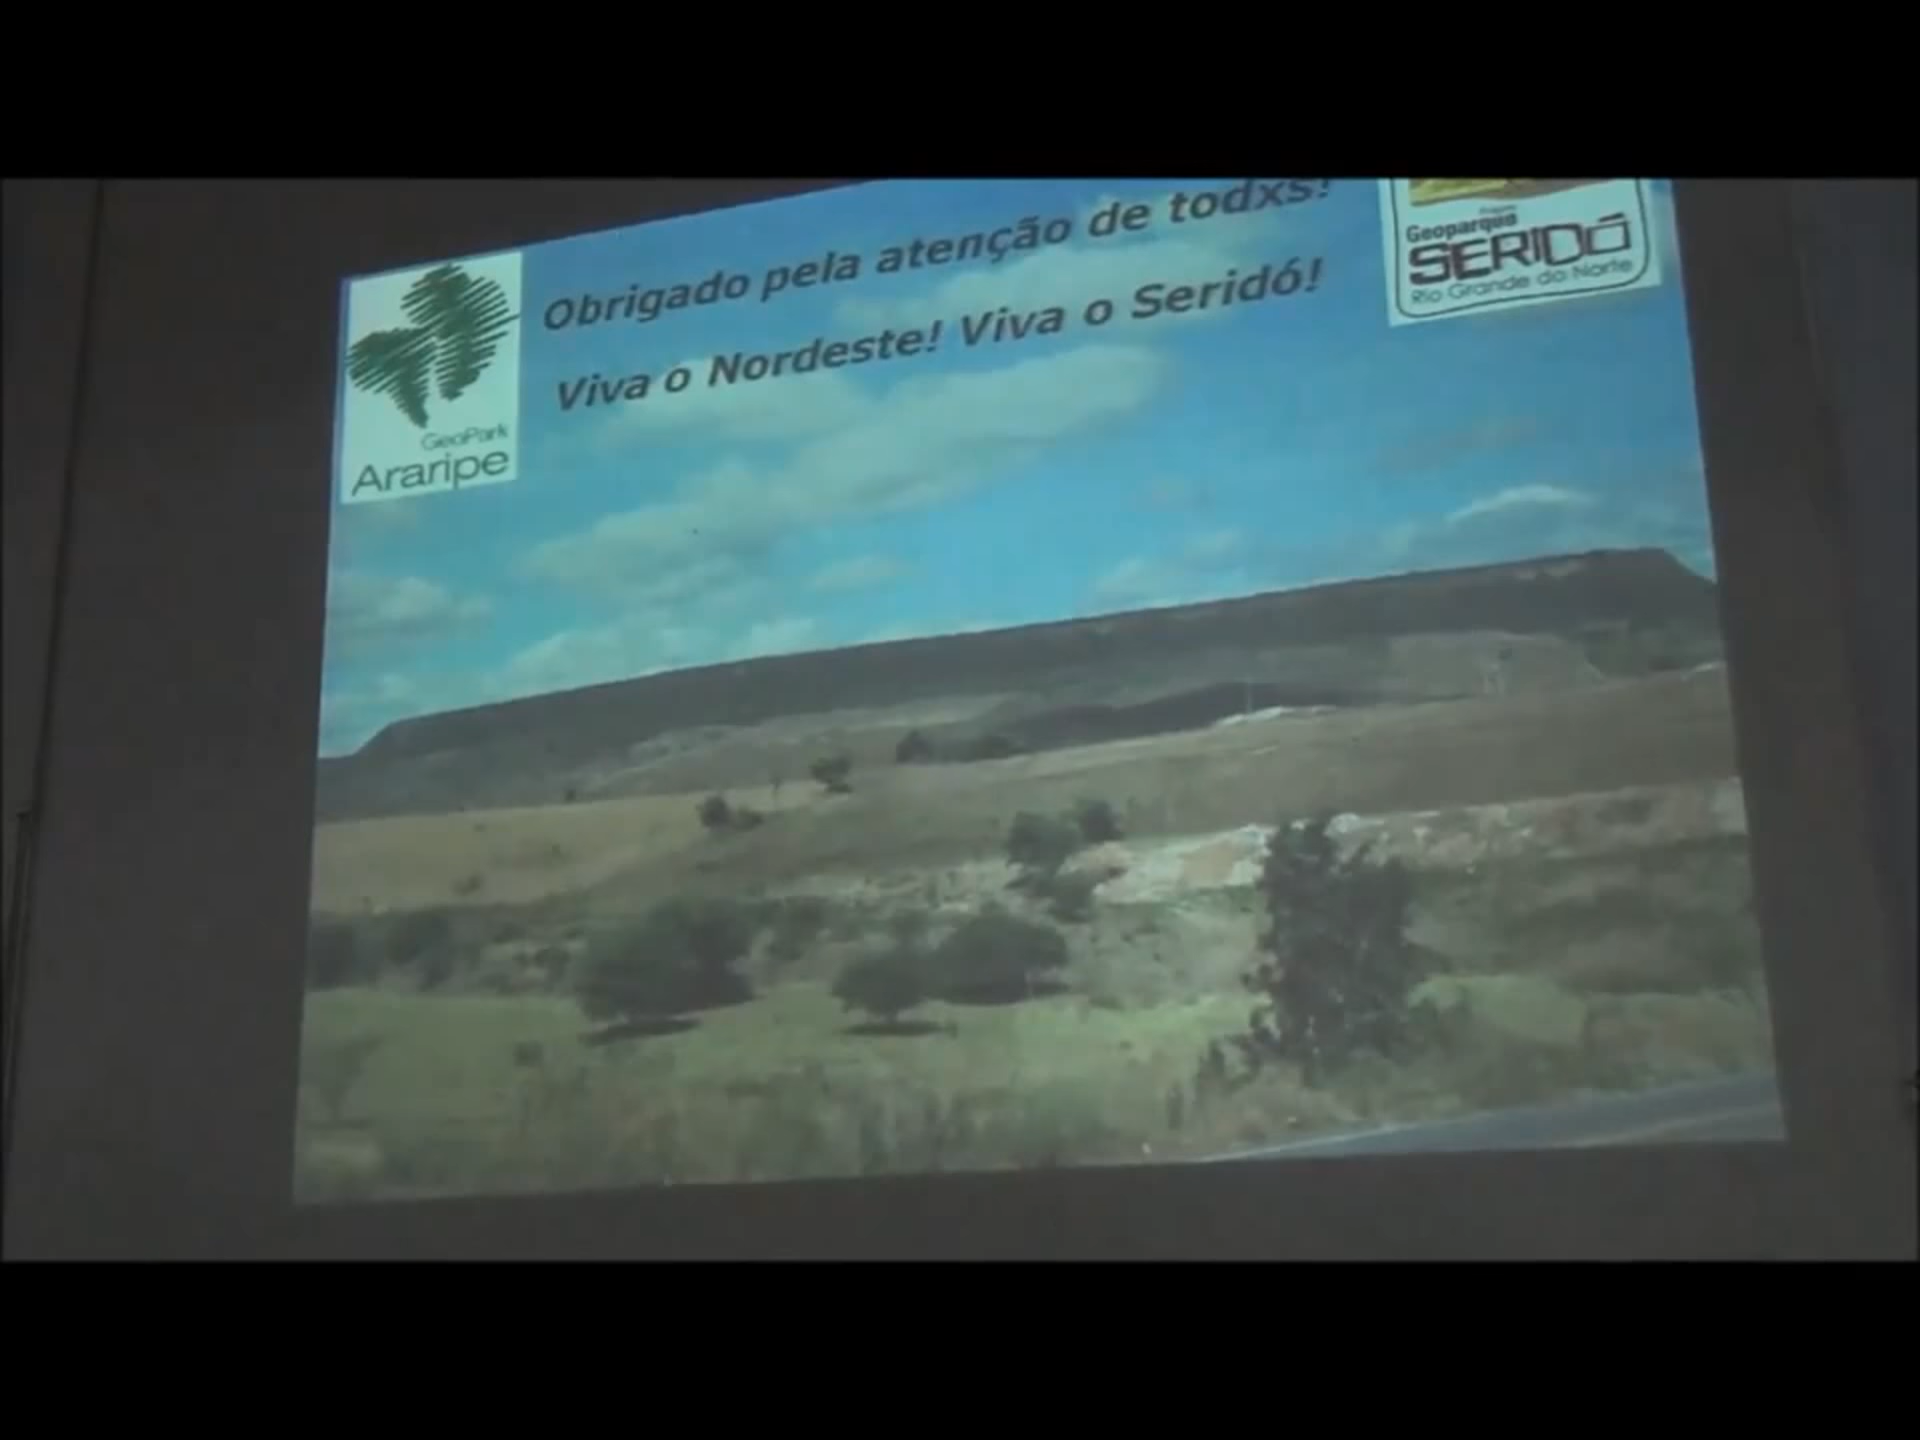 Obrigado pela atenção de todxs!
Viva o Nordeste! Viva o Seridó!
GeoPark
Araripe
Geoparque
SERIDÓ
Rio Grande do Norte